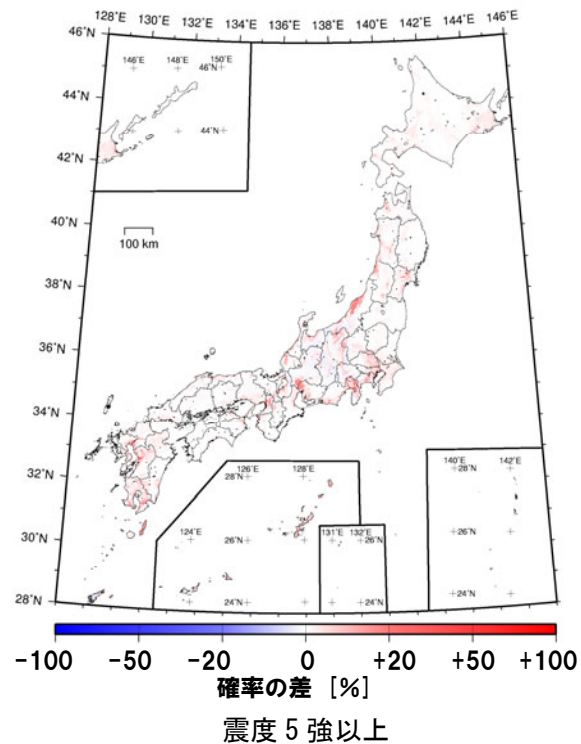 128˚E 130˚E 132˚E 134˚E 136˚E 138˚E 140˚E 142˚E 144˚E 146˚E
46˚N
146˚E 148˚E 150˚E
46˚N
44˚N
44˚N
42˚N
40˚N
100 km
38˚N
36˚N
34˚N
32˚N
126˚E 128˚E
28˚N
140˚E 142˚E
28˚N
30˚N
124˚E
26˚N
131˚E 132˚E
26˚N
26˚N
28˚N
24˚N
24˚N
24˚N
-100 -50 -20 0 +20 +50 +100
確率の差 [%]
震度5強以上